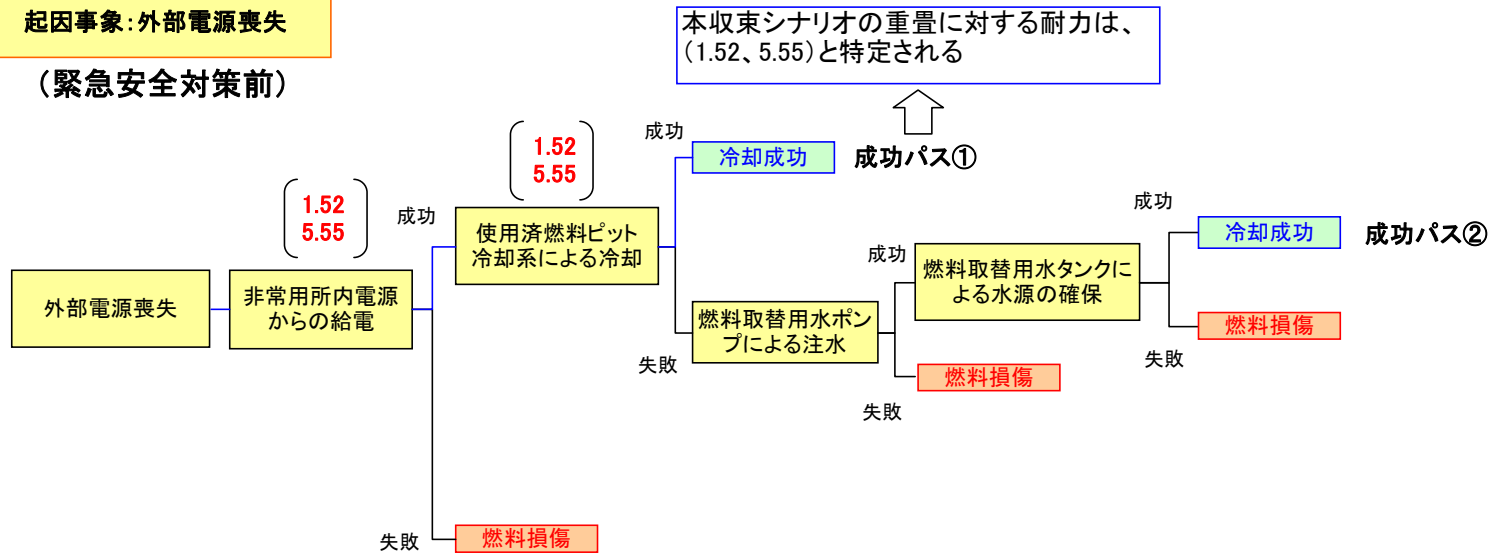 起因事象:外部電源喪失
(緊急安全対策前)
本収束シナリオの重畳に対する耐力は、
(1.52、5.55)と特定される
1.52
5.55
成功
冷却成功
成功パス①
1.52
5.55
成功
使用済燃料ピット
冷却系による冷却
成功
冷却成功
成功パス②
外部電源喪失
非常用所内電源
からの給電
成功
燃料取替用水タンクに
よる水源の確保
燃料取替用水ポン
プによる注水
失敗
燃料損傷
失敗
燃料損傷
失敗
失敗
燃料損傷